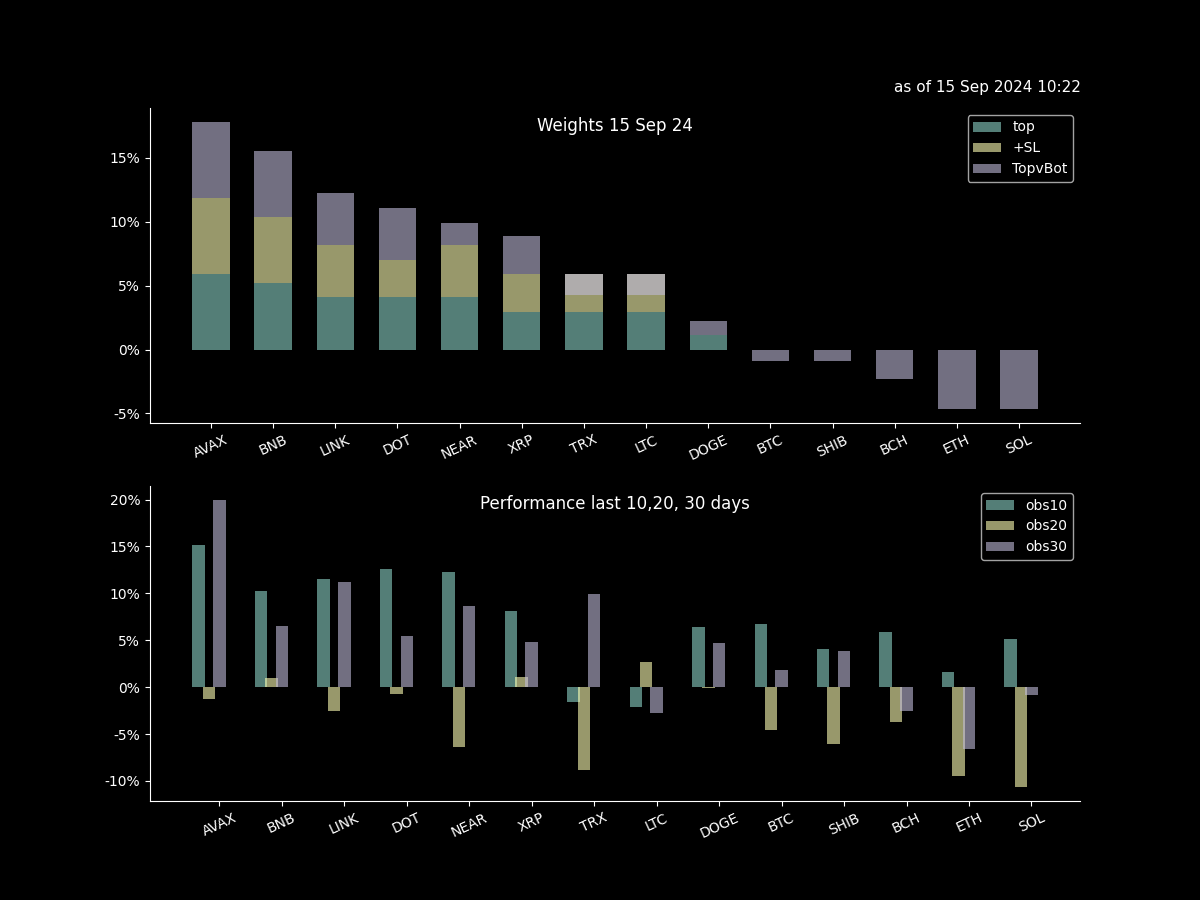 as of 15 Sep 2024 10:22
Weights 15 Sep 24
top
+SL
TopvBot
15%
10%
5%
0%
-5%
AVAX BNB LINK DOT NEAR XRP TRX LTC DOGE BTC SHIB BCH ETH SOL
Performance last 10,20, 30 days
obs10
obs20
obs30
20%
15%
10%
5%
0%
-5%
-10%
AVAX BNB LINK DOT NEAR XRP TRX LTC DOGE BTC SHIB BCH ETH SOL